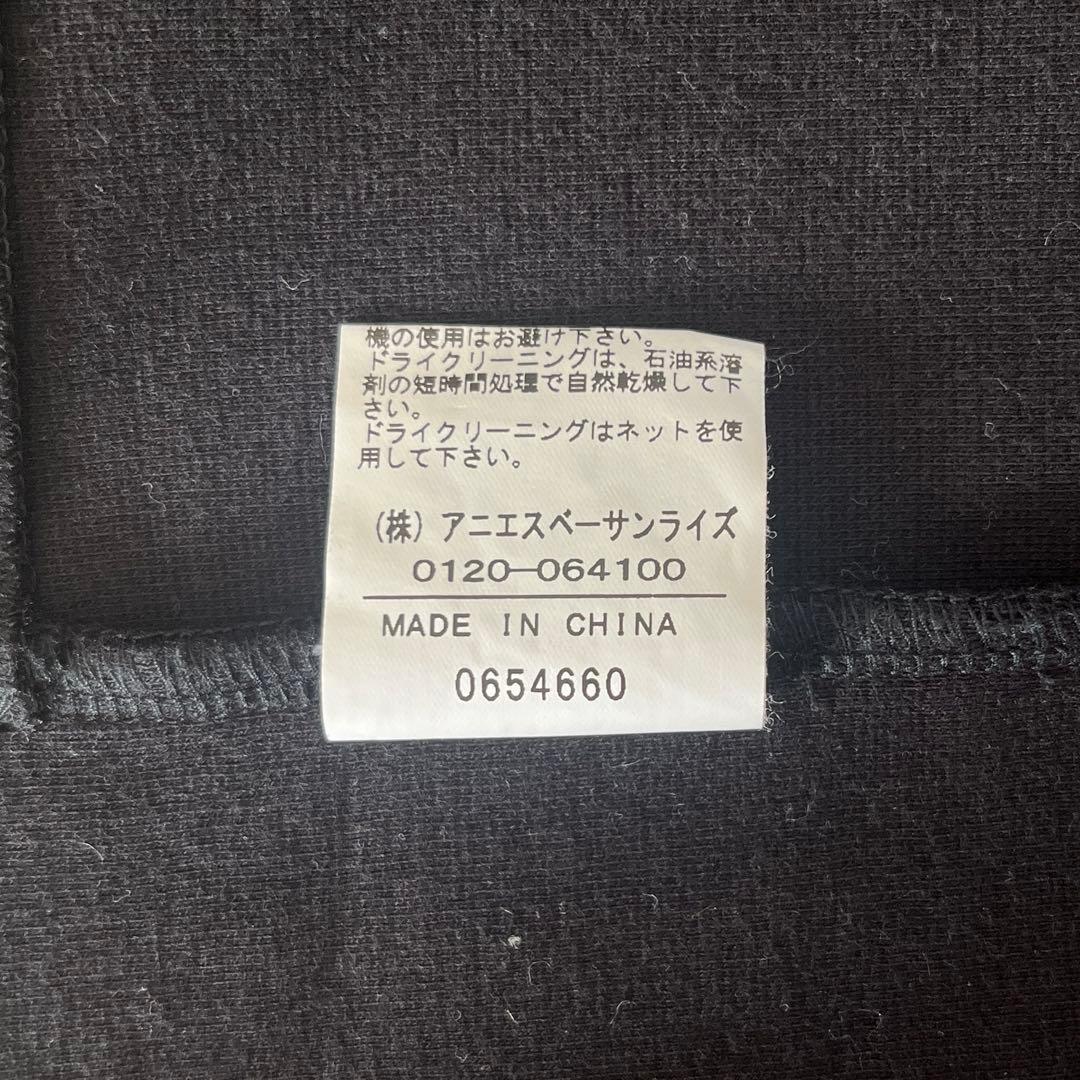 機の使用はお避け下さい。
ドライクリーニングは、石油系溶
剤の短時間処理で自然乾燥して下
さい。
ドライクリーニングはネットを使
用して下さい。
(株) アニエスベーサンライズ
0120-064100
MADE IN CHINA
0654660